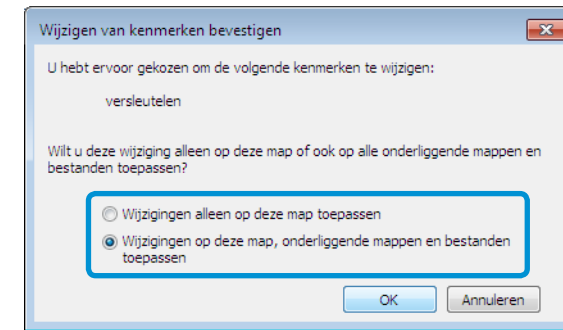 Wijzigen van kenmerken bevestigen
U hebt ervoor gekozen om de volgende kenmerken te wijzigen:
versleutelen
Wilt u deze wijziging alleen op deze map of ook op alle onderliggende mappen en
bestanden toepassen?
Wijzigingen alleen op deze map toepassen
Wijzigingen op deze map, onderliggende mappen en bestanden
toepassen
OK Annuleren